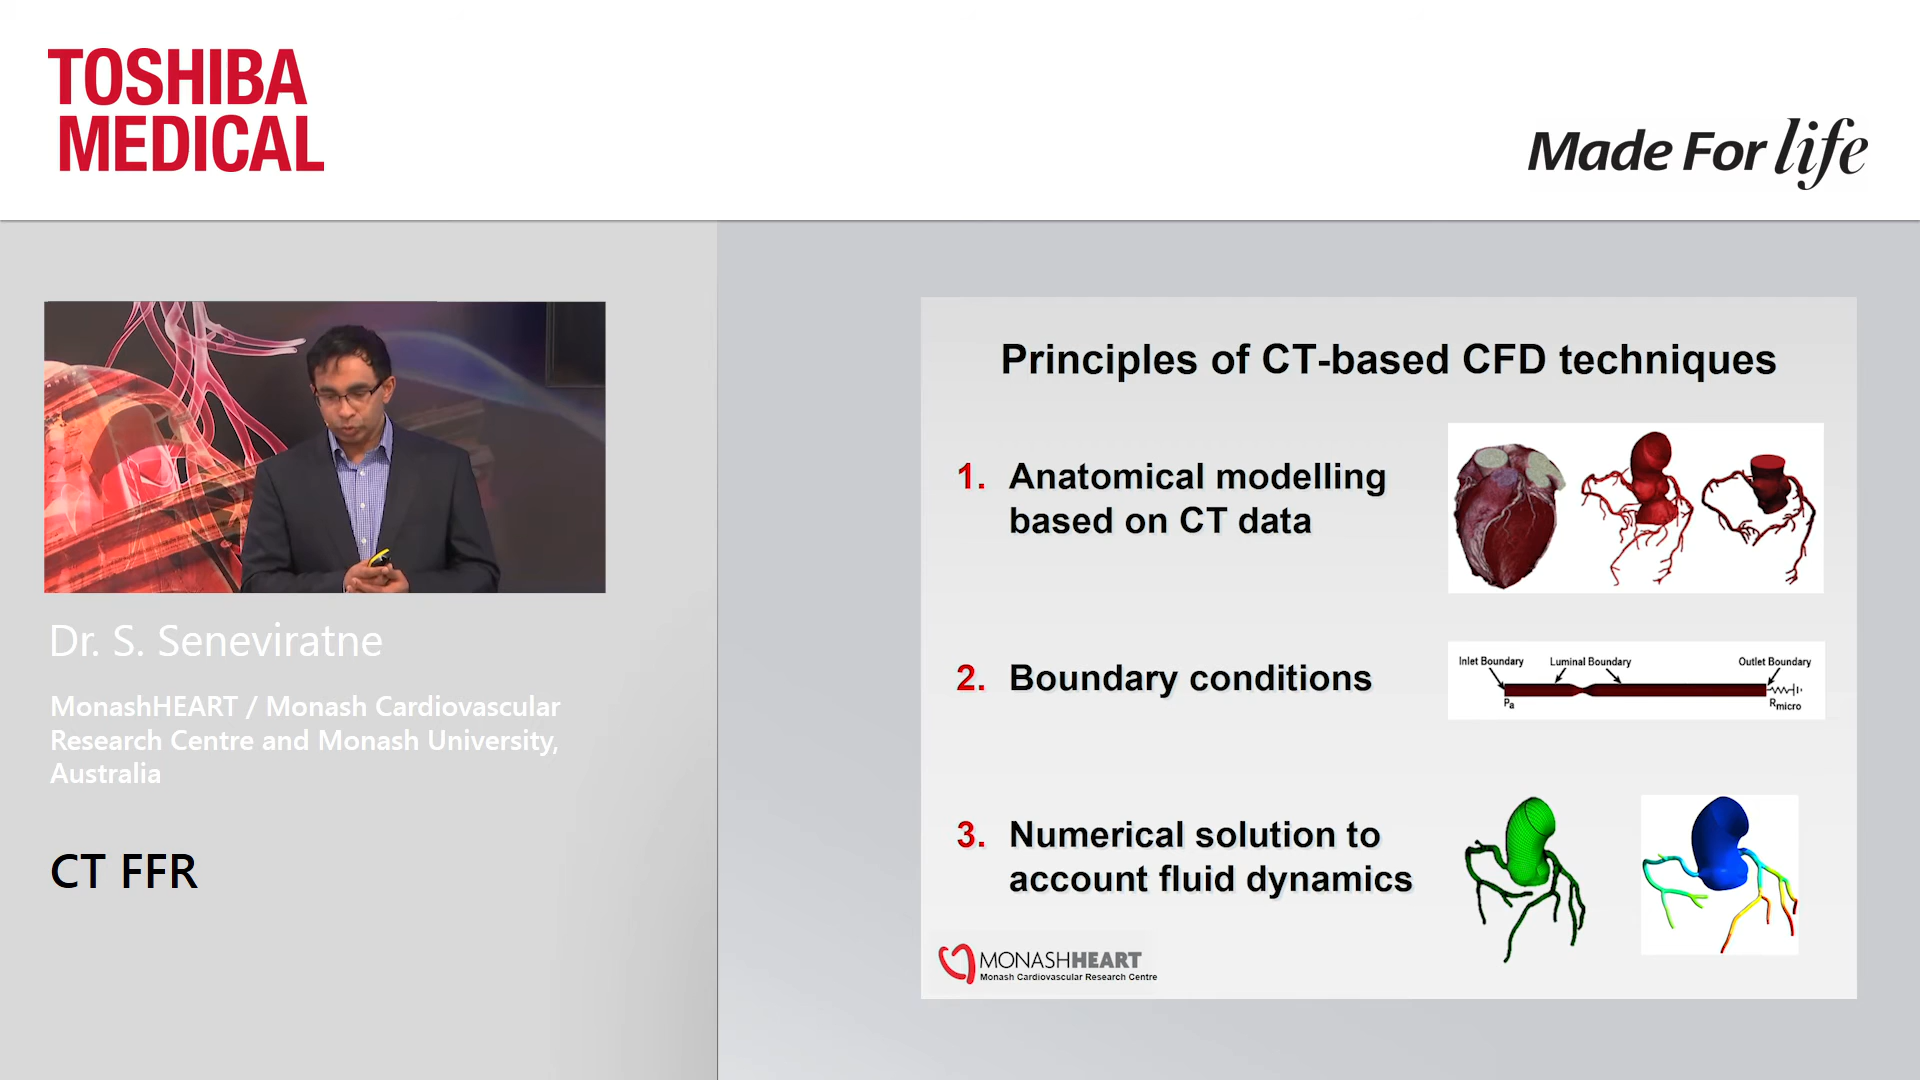 TOSHIBA
MEDICAL
Made For life
Dr. S. Seneviratne
MonashHEART / Monash Cardiovascular
Research Centre and Monash University,
Australia
CT FFR
Principles of CT-based CFD techniques
1. Anatomical modelling
based on CT data
2. Boundary conditions
Inlet Boundary Luminal Boundary Outlet Boundary
Pa Rmicro
3. Numerical solution to
account fluid dynamics
MONASHHEART
Monash Cardiovascular Research Centre